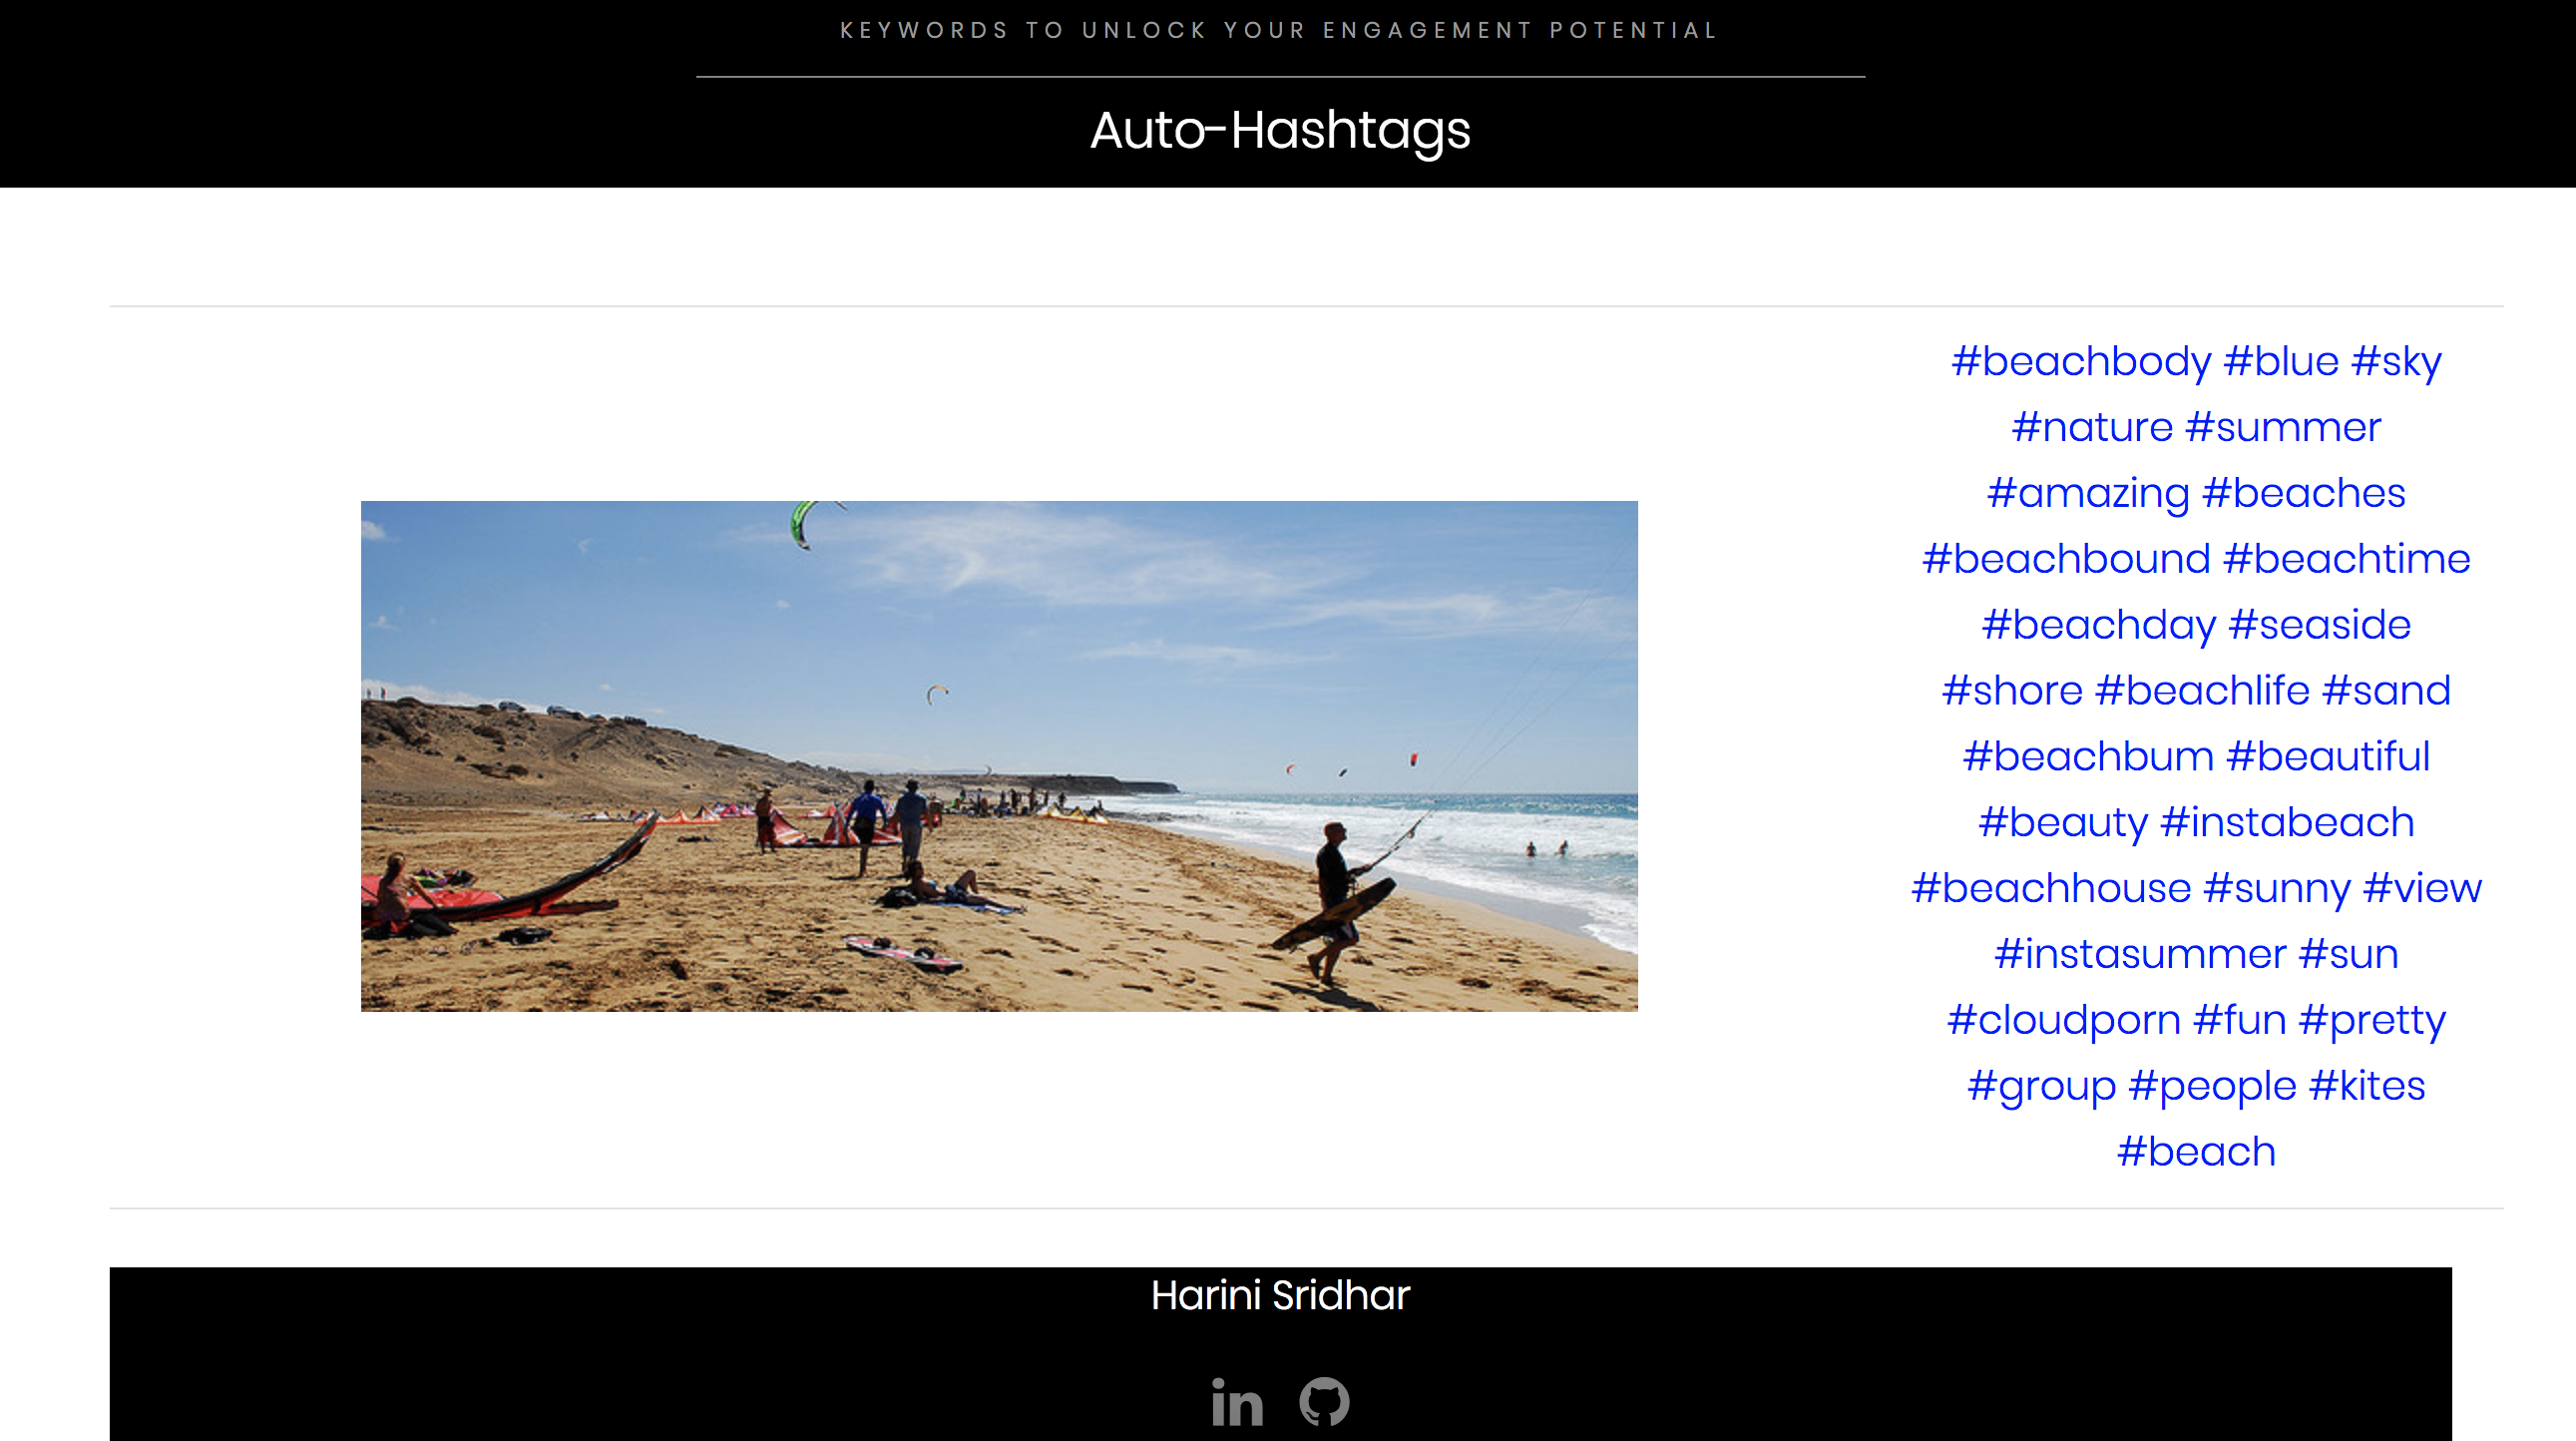 KEYWORDS TO UNLOCK YOUR ENGAGEMENT POTENTIAL
Auto-Hashtags
#beachbody #blue #sky
#nature #summer
#amazing #beaches
#beachbound #beachtime
#beachday #seaside
#shore #beachlife #sand
#beachbum #beautiful
#beauty #instabeach
#beachhouse #sunny #view
#instasummer #sun
#cloudporn #fun #pretty
#group #people #kites
#beach
Harini Sridhar
in